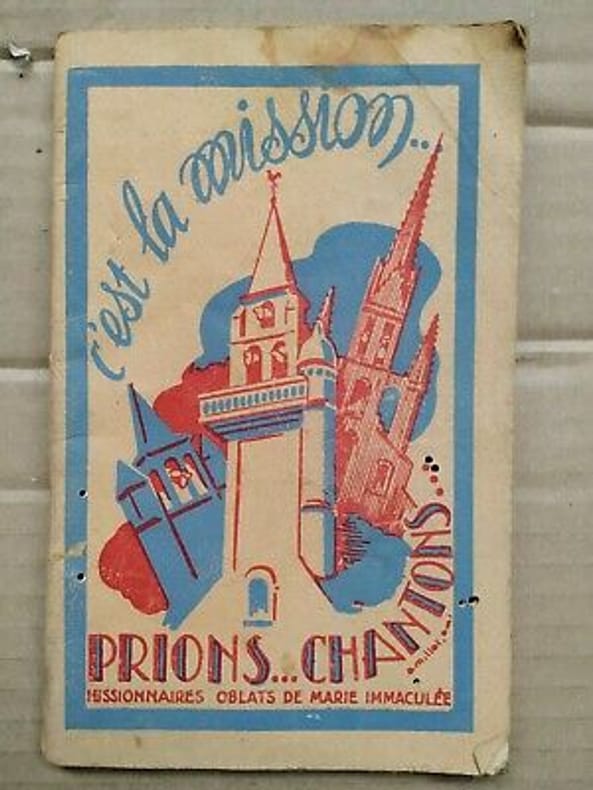 c'est la mission...
PRIONS... CHANTONS...
MISSIONNAIRES OBLATS DE MARIE IMMACULÉE